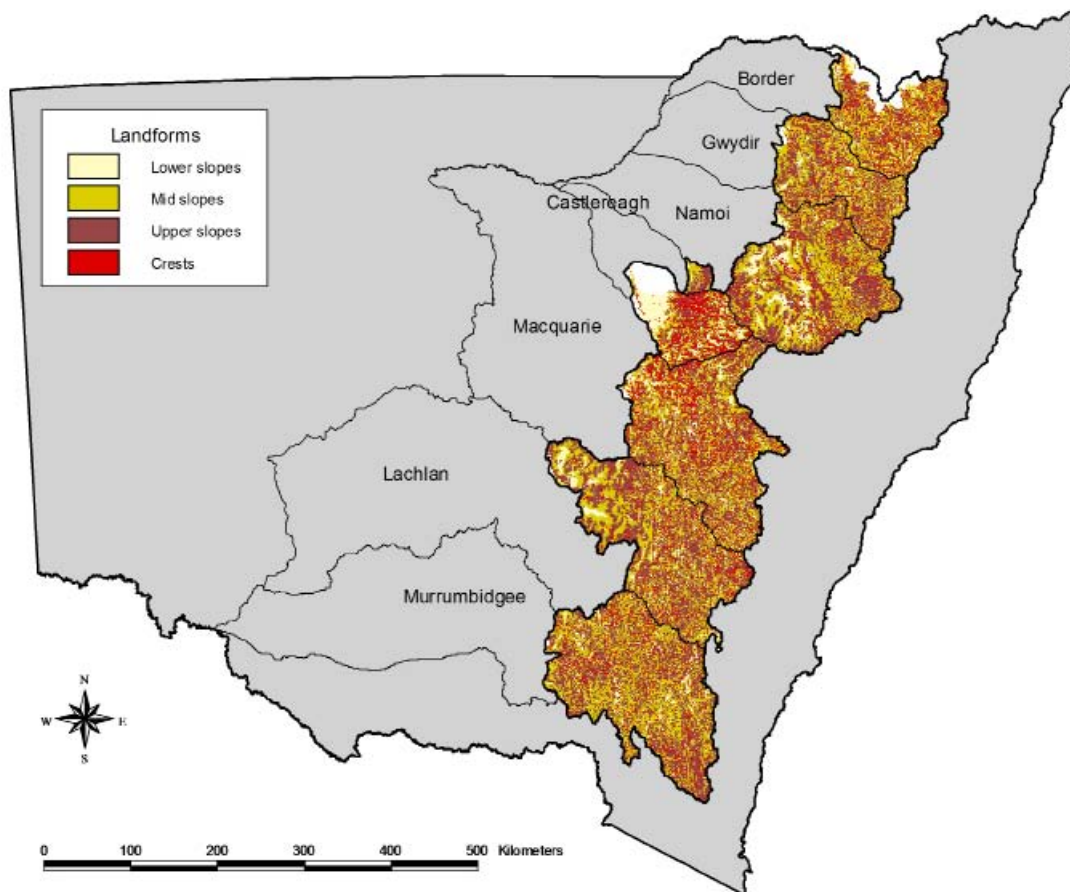 Border
Gwydir
Landforms
Lower slopes
Mid slopes
Upper slopes
Crests
Castlereagh
Namoi
Macquarie
Lachlan
Murrumbidgee
N
W E
S
0 100 200 300 400 500 Kilometers